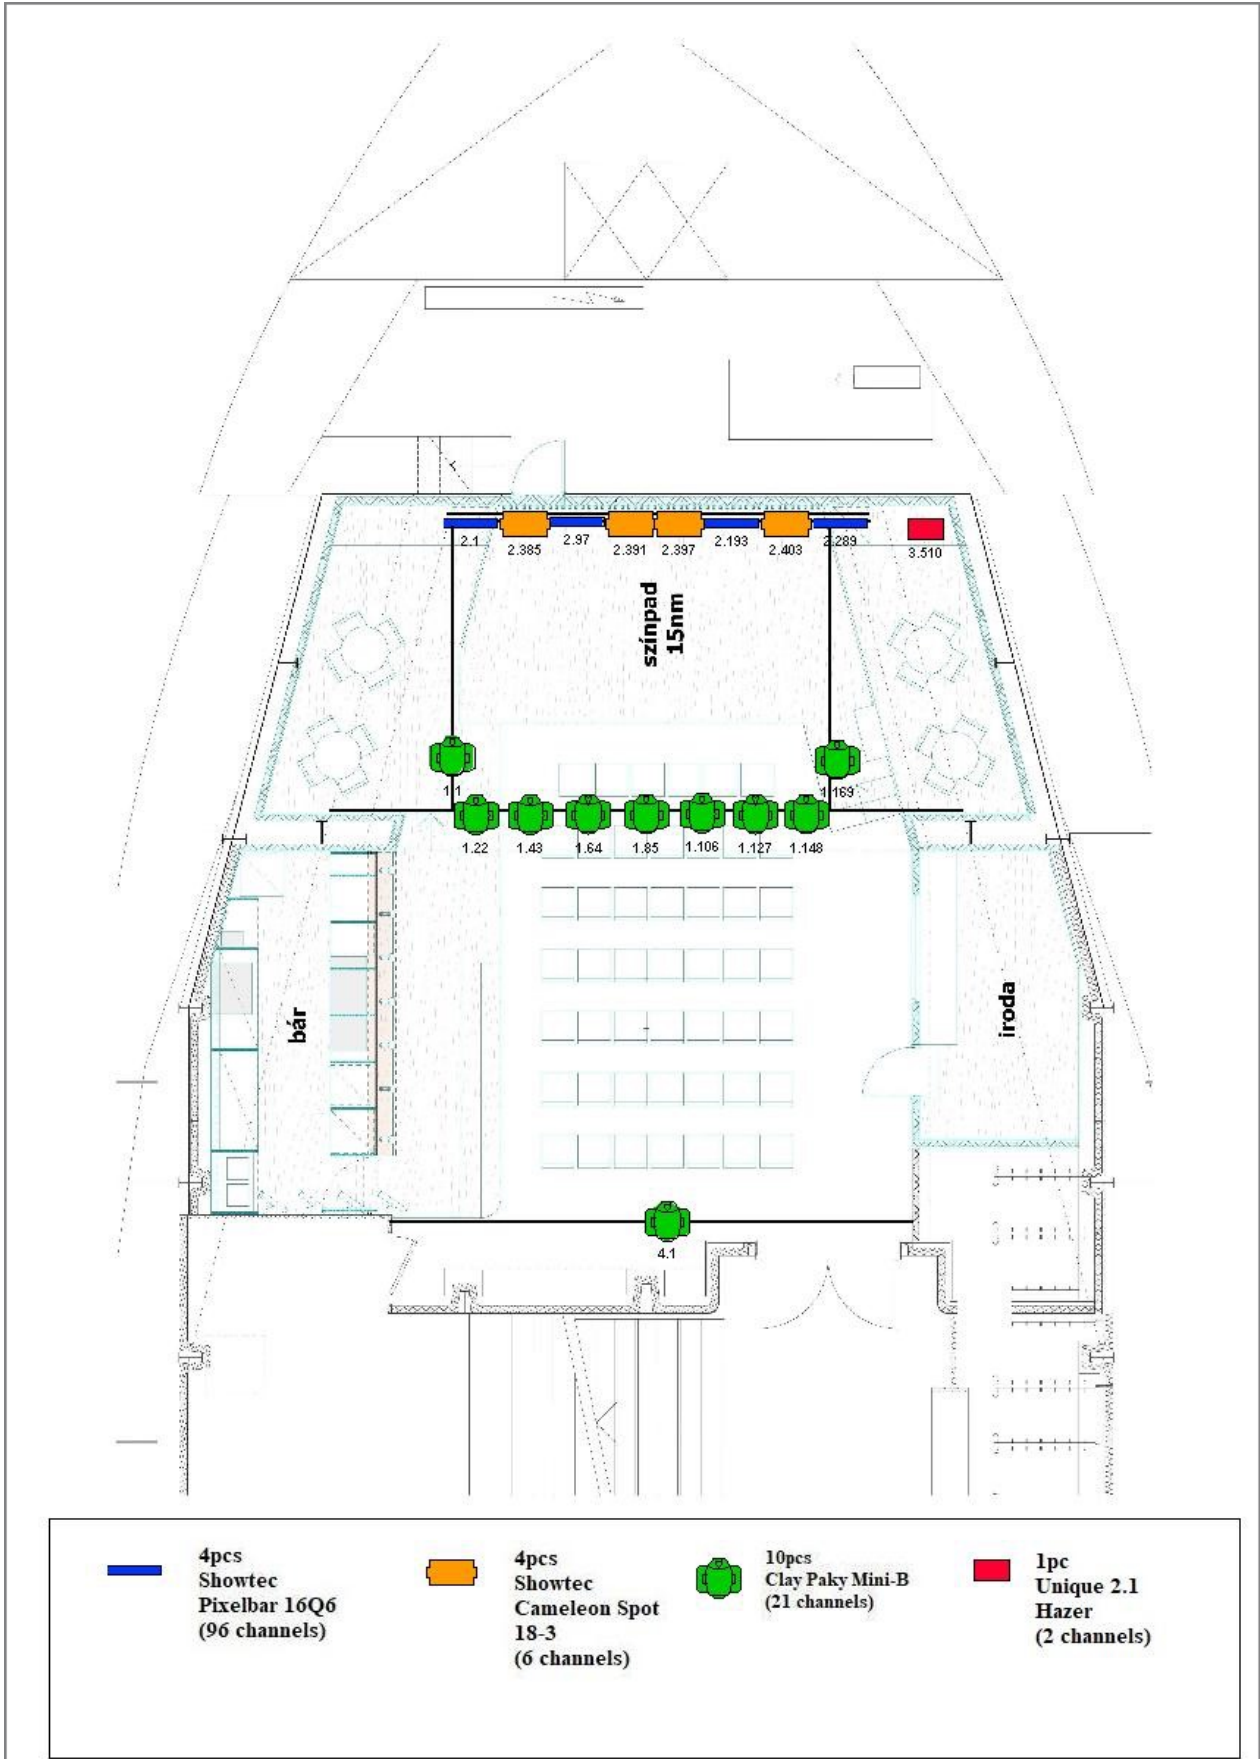 2.1
2.385
2.97
2.391
2.397
2.193
2.403
2.289
3.510
színpad
15nm
1.1
1.169
1.22
1.43
1.64
1.85
1.106
1.127
1.148
bár
iroda
4.1
4pcs
Showtec
Pixelbar 16Q6
(96 channels)
4pcs
Showtec
Cameleon Spot
18-3
(6 channels)
10pcs
Clay Paky Mini-B
(21 channels)
1pc
Unique 2.1
Hazer
(2 channels)